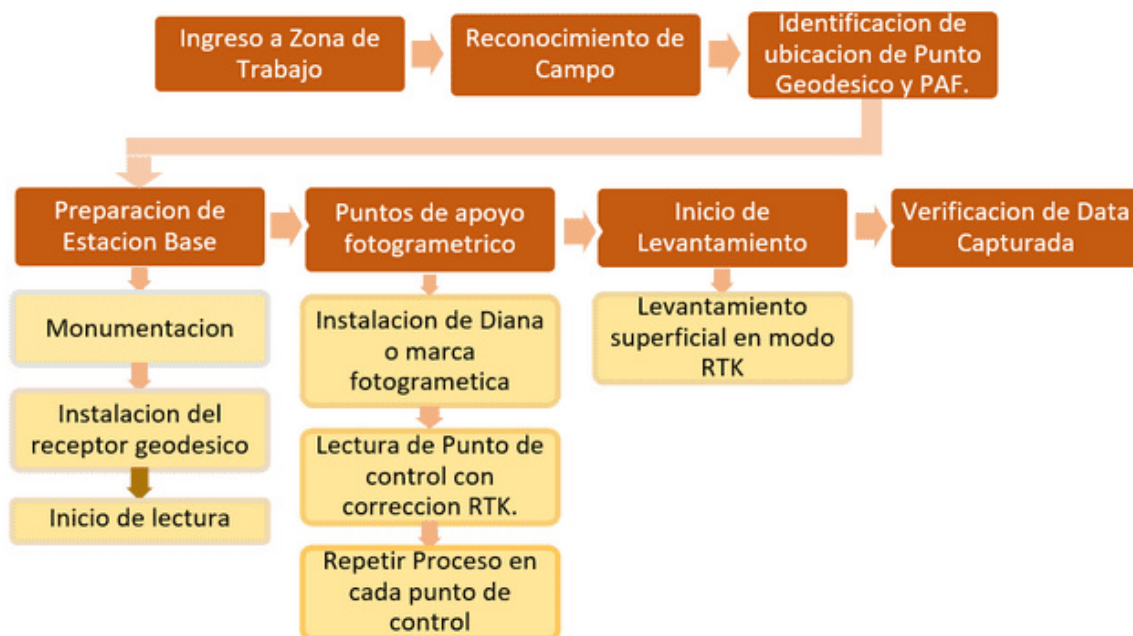 Ingreso a Zona de
Trabajo
Reconocimiento de
Campo
Identificacion de
ubicacion de Punto
Geodesico y PAF.
Preparacion de
Estacion Base
Puntos de apoyo
fotogrametrico
Inicio de
Levantamiento
Verificacion de Data
Capturada
Monumentacion
Instalacion del
receptor geodesico
Inicio de lectura
Instalacion de Diana
o marca
fotogrametica
Lectura de Punto de
control con
correccion RTK.
Repetir Proceso en
cada punto de
control
Levantamiento
superficial en modo
RTK